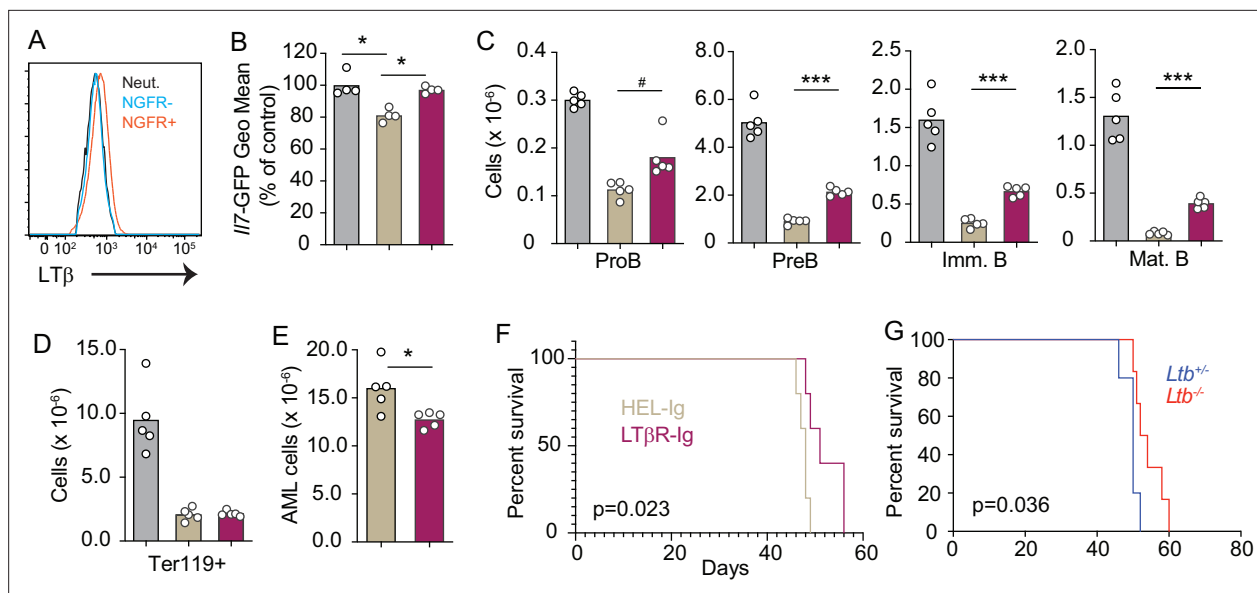 A
Neut.
NGFR-
NGFR+
0 10² 10³ 10⁴ 10⁵
LTβ
B
Il7-GFP Geo Mean
(% of control)
120
100
80
60
40
20
0
*
*
C
Cells (x 10⁻⁶)
0.3
0.2
0.1
0
#
ProB
8.0
6.0
4.0
2.0
0.0
***
PreB
2.5
2.0
1.5
1.0
0.5
0
***
Imm. B
2.0
1.5
1.0
0.5
0
***
Mat. B
D
Cells (x 10⁻⁶)
15.0
10.0
5.0
0.0
Ter119+
E
AML cells (x 10⁻⁶)
20.0
15.0
10.0
5.0
0.0
*
F
Percent survival
100
50
0
HEL-Ig
LTβR-Ig
p=0.023
0 20 40 60
Days
G
Percent survival
100
80
60
40
20
0
Ltb⁺/⁻
Ltb⁻/⁻
p=0.036
0 20 40 60 80